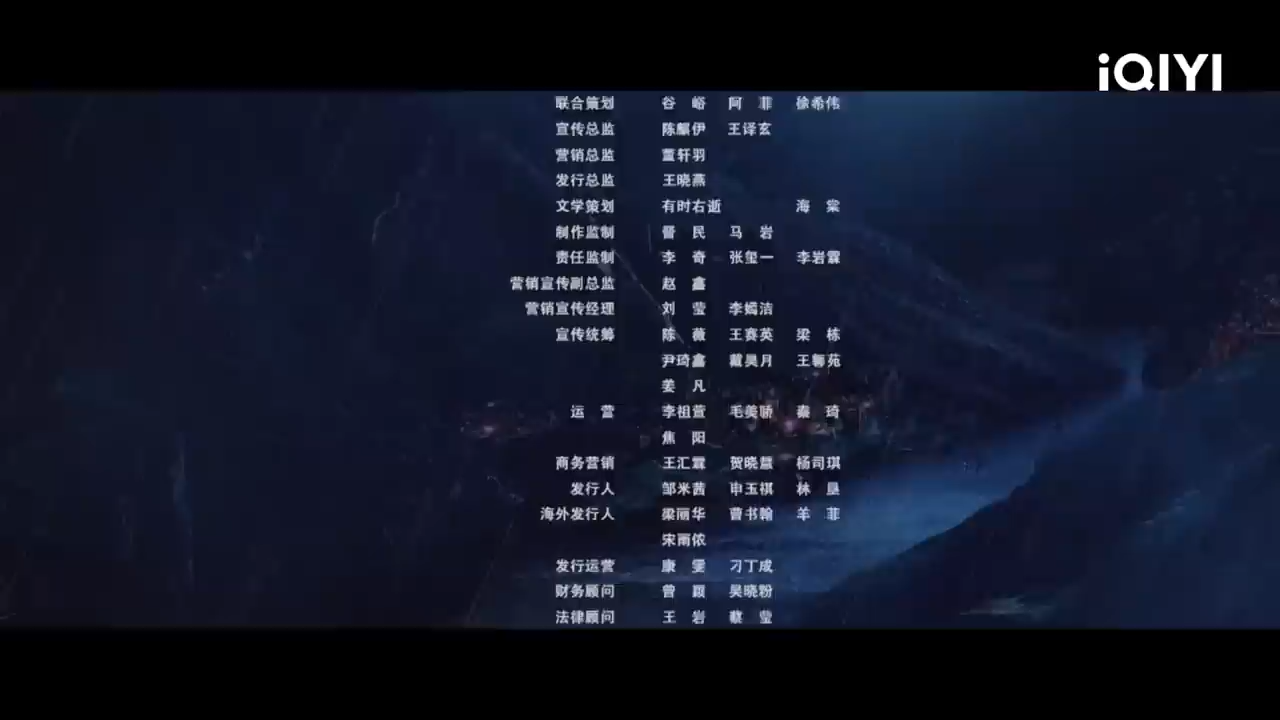 iQIYI
联合策划 谷峪 阿菲 徐希伟
宣传总监 陈麒伊 王译玄
营销总监 董轩羽
发行总监 王晓燕
文学策划 有时右逝 海棠
制作监制 晋民 马岩
责任监制 李奇 张玺一 李岩霖
营销宣传副总监 赵鑫
营销宣传经理 刘莹 李嫣洁
宣传统筹 陈薇 王赛英 梁栋
尹琦鑫 戴昊月
姜凡
运营 李祖萱 毛美骄 秦琦
焦阳
商务营销 王汇霖 贺晓慧 杨司琪
发行人 邹米茜 申玉祺 林垦
海外发行人 梁丽华 曹书翰 羊菲
宋雨侬
发行运营 康雯 刁丁成
财务顾问 曾颖 吴晓粉
法律顾问 王岩 蔡莹